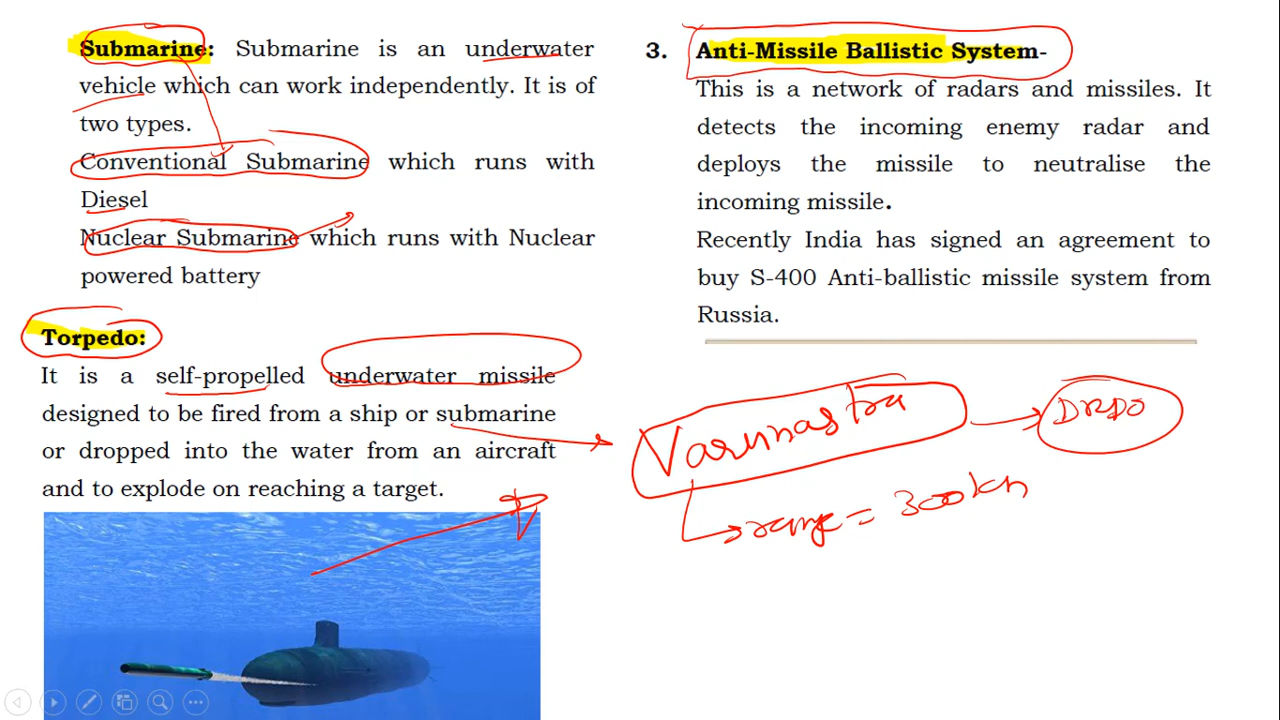 Submarine: Submarine is an underwater
vehicle which can work independently. It is of
two types.
Conventional Submarine which runs with
Diesel
Nuclear Submarine which runs with Nuclear
powered battery
Torpedo:
It is a self-propelled underwater missile
designed to be fired from a ship or submarine
or dropped into the water from an aircraft
and to explode on reaching a target.
3. Anti-Missile Ballistic System-
This is a network of radars and missiles. It
detects the incoming enemy radar and
deploys the missile to neutralise the
incoming missile.
Recently India has signed an agreement to
buy S-400 Anti-ballistic missile system from
Russia.
Varunastra
DRDO
range = 300km